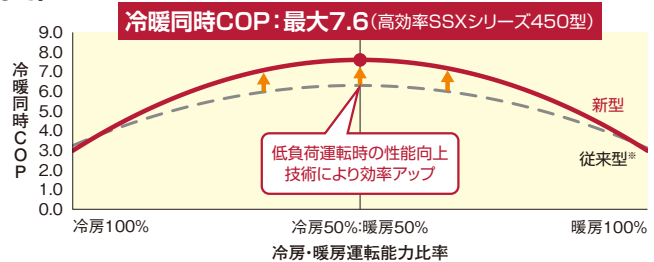 冷暖同時COP：最大7.6（高効率SSXシリーズ450型）
冷暖同時COP
9.0
8.0
7.0
6.0
5.0
4.0
3.0
2.0
1.0
0.0
新型
従来型※
低負荷運転時の性能向上
技術により効率アップ
冷房100%
冷房50%:暖房50%
暖房100%
冷房・暖房運転能力比率